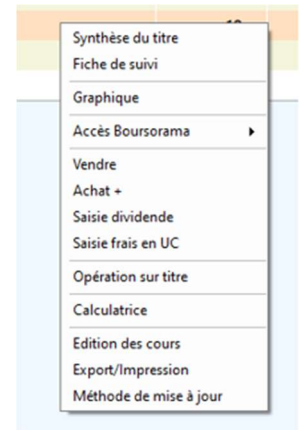 Synthèse du titre
Fiche de suivi
Graphique
Accès Boursorama
Vendre
Achat +
Saisie dividende
Saisie frais en UC
Opération sur titre
Calculatrice
Edition des cours
Export/Impression
Méthode de mise à jour